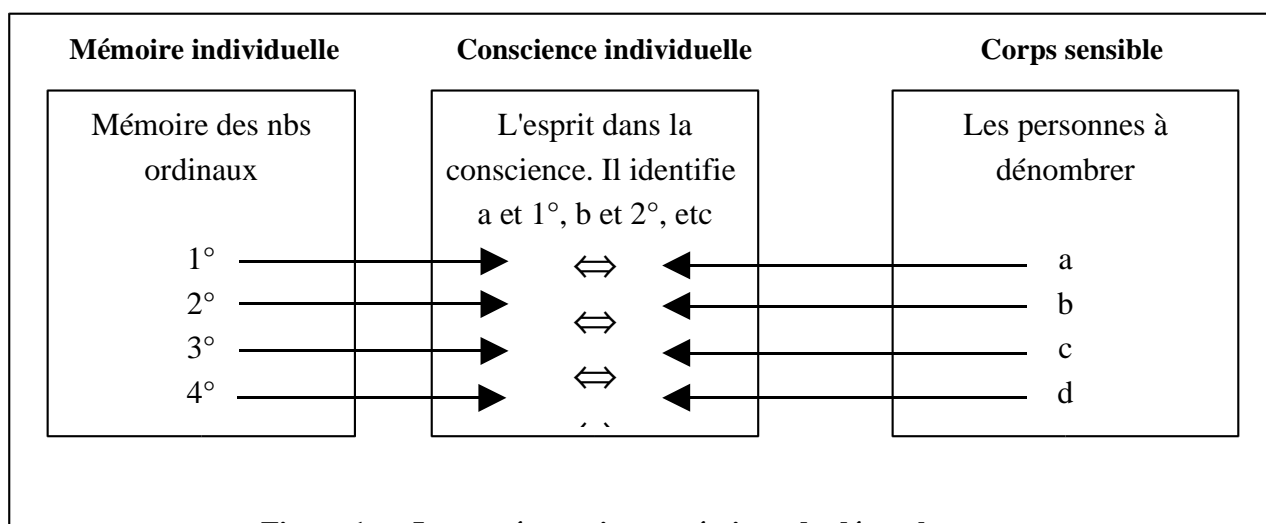 Mémoire individuelle
Conscience individuelle
Corps sensible
Mémoire des nbs
ordinaux
1°
2°
3°
4°
L'esprit dans la
conscience. Il identifie
a et 1°, b et 2°, etc
⇔
⇔
⇔
Les personnes à
dénombrer
a
b
c
d